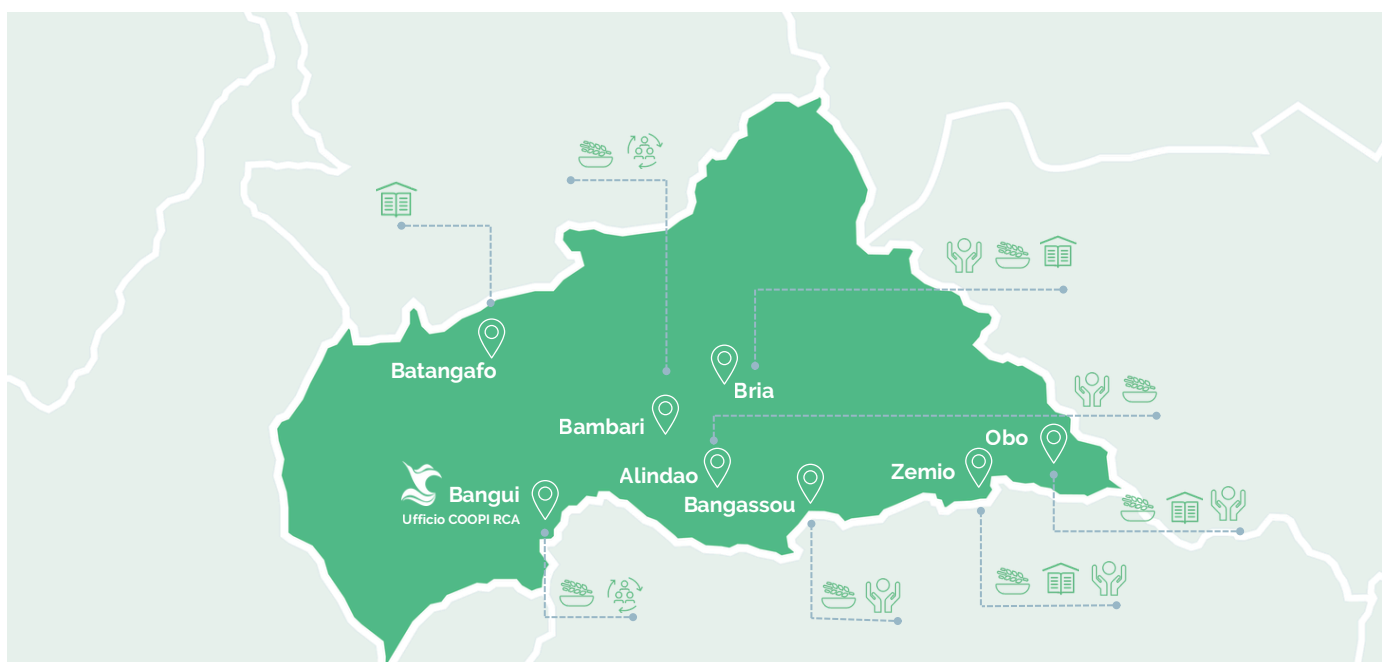 Batangafo
Bria
Bambari
Obo
Alindao
Zemio
Bangui
Bangassou
Ufficio COOPI RCA